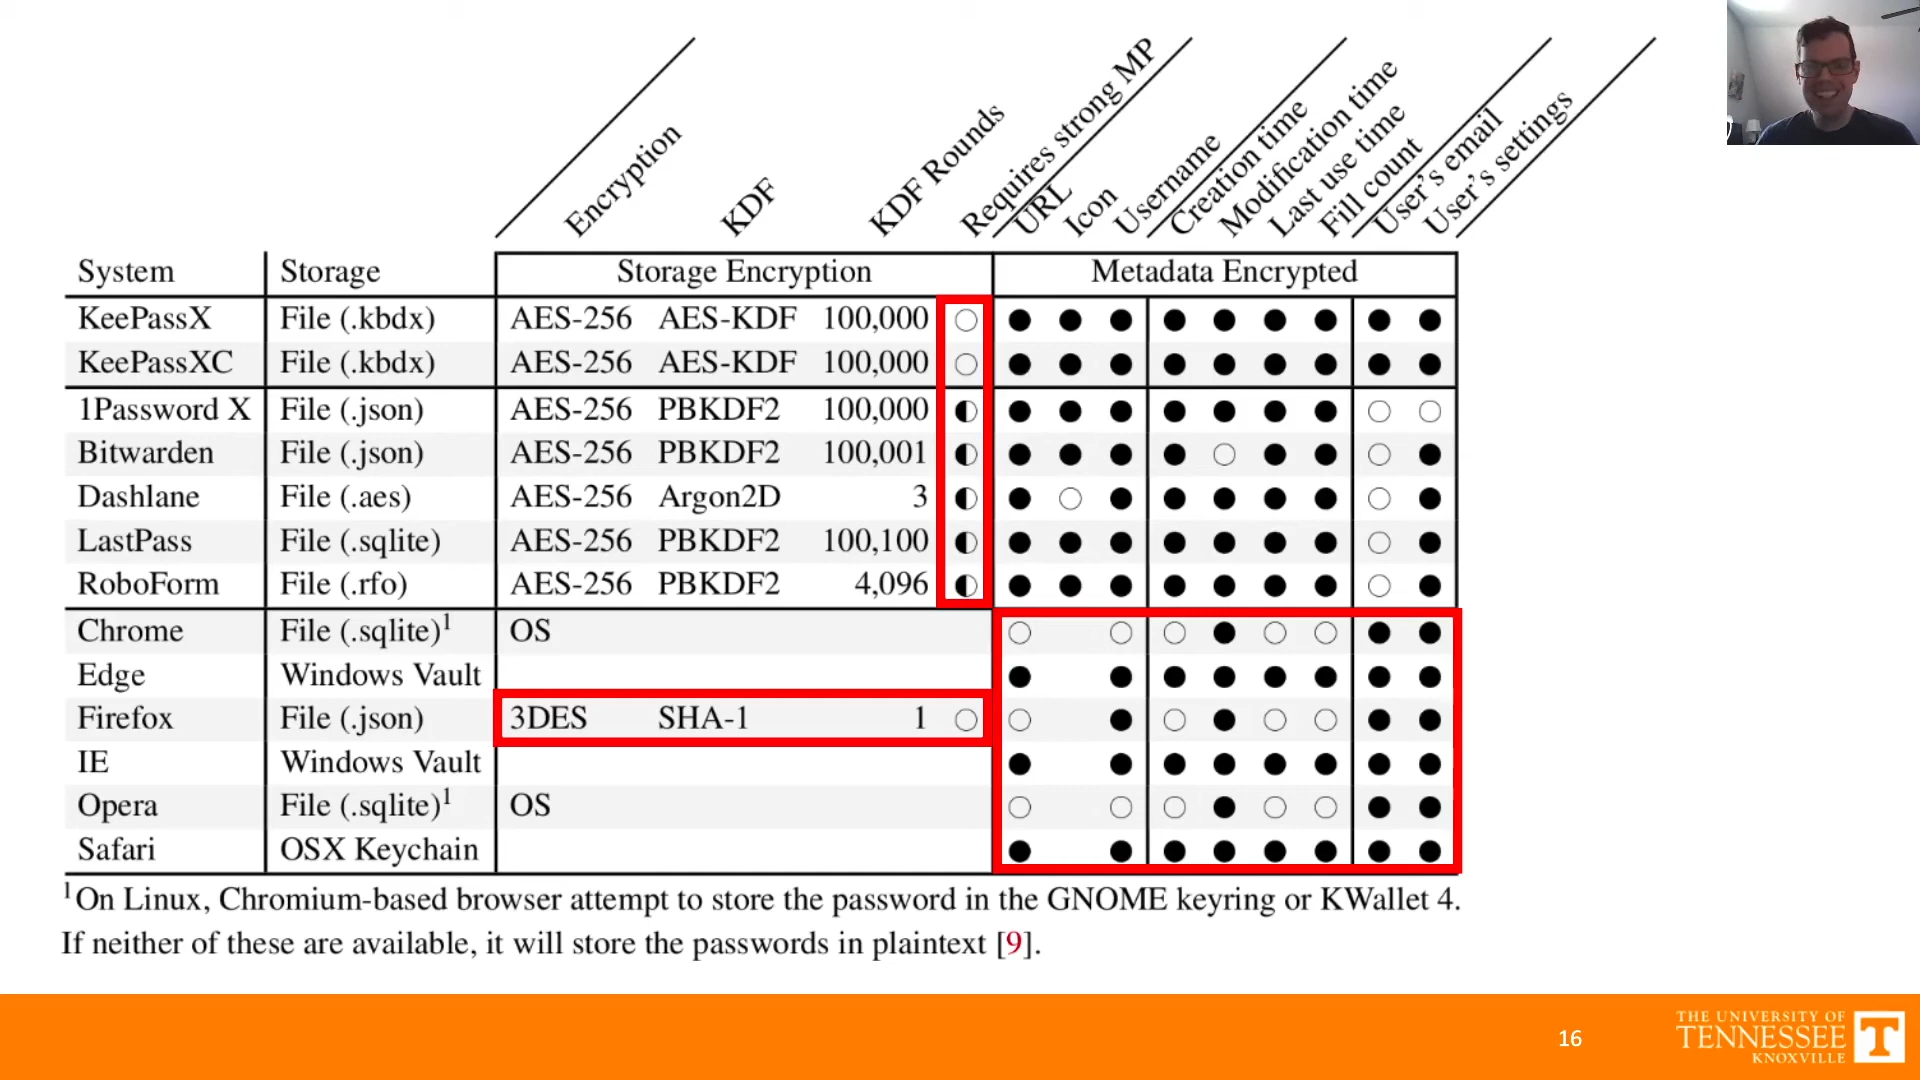 Encryption
KDF
KDF Rounds
Requires strong MP
URL
Icon
Username
Creation time
Modification time
Last use time
Fill count
User's email
User's settings
System Storage Storage Encryption Metadata Encrypted
KeePassX File (.kbdx) AES-256 AES-KDF 100,000 ○ ● ● ● ● ● ● ● ● ●
KeePassXC File (.kbdx) AES-256 AES-KDF 100,000 ○ ● ● ● ● ● ● ● ● ●
1Password X File (.json) AES-256 PBKDF2 100,000 ◐ ● ● ● ● ● ● ● ○ ○
Bitwarden File (.json) AES-256 PBKDF2 100,001 ◐ ● ● ● ● ○ ● ● ○ ●
Dashlane File (.aes) AES-256 Argon2D 3 ◐ ● ○ ● ● ● ● ● ○ ●
LastPass File (.sqlite) AES-256 PBKDF2 100,100 ◐ ● ● ● ● ● ● ● ○ ●
RoboForm File (.rfo) AES-256 PBKDF2 4,096 ◐ ● ● ● ● ● ● ● ○ ●
Chrome File (.sqlite)¹ OS ○ ○ ○ ● ○ ○ ● ●
Edge Windows Vault ● ● ● ● ● ● ● ●
Firefox File (.json) 3DES SHA-1 1 ○ ○ ● ○ ● ○ ○ ● ●
IE Windows Vault ● ● ● ● ● ● ● ●
Opera File (.sqlite)¹ OS ○ ○ ○ ● ○ ○ ● ●
Safari OSX Keychain ● ● ● ● ● ● ● ●
¹On Linux, Chromium-based browser attempt to store the password in the GNOME keyring or KWallet 4.
If neither of these are available, it will store the passwords in plaintext [9].
16
THE UNIVERSITY OF
TENNESSEE
KNOXVILLE
T